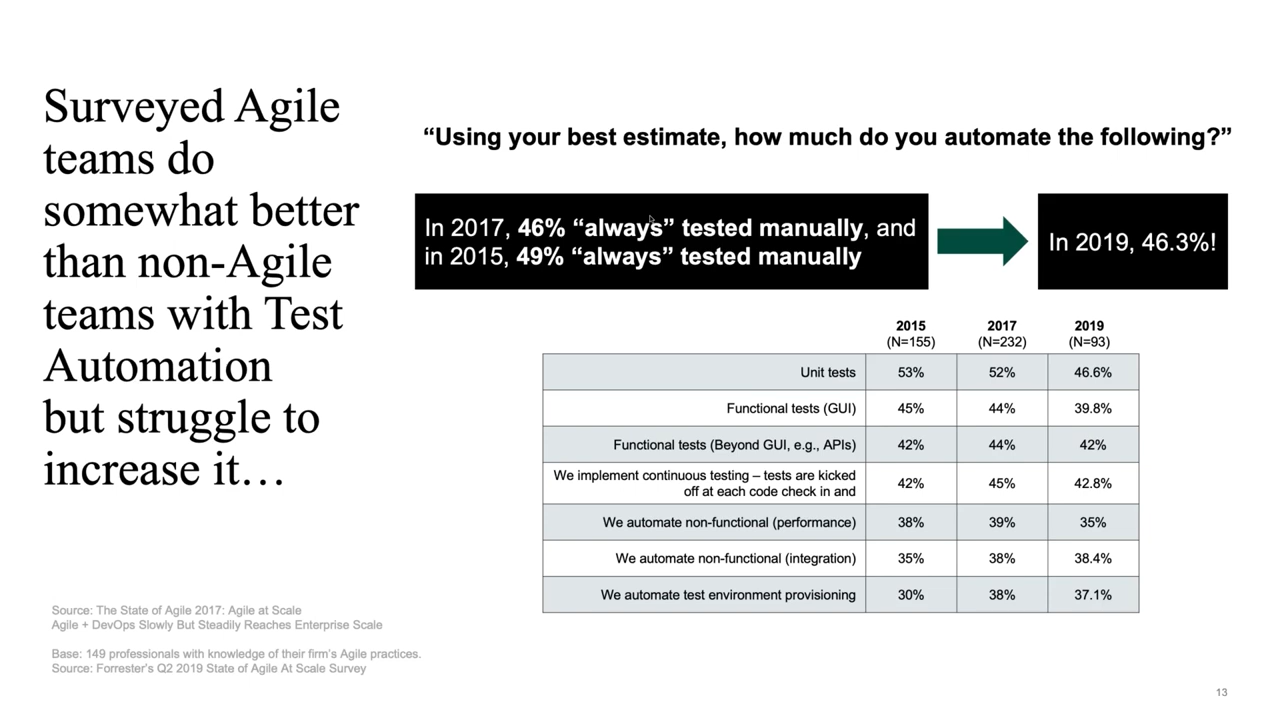 Surveyed Agile
teams do
somewhat better
than non-Agile
teams with Test
Automation
but struggle to
increase it…
“Using your best estimate, how much do you automate the following?”
In 2017, 46% “always” tested manually, and
in 2015, 49% “always” tested manually
In 2019, 46.3%!
2015 2017 2019
(N=155) (N=232) (N=93)
Unit tests 53% 52% 46.6%
Functional tests (GUI) 45% 44% 39.8%
Functional tests (Beyond GUI, e.g., APIs) 42% 44% 42%
We implement continuous testing – tests are kicked
off at each code check in and 42% 45% 42.8%
We automate non-functional (performance) 38% 39% 35%
We automate non-functional (integration) 35% 38% 38.4%
We automate test environment provisioning 30% 38% 37.1%
Source: The State of Agile 2017: Agile at Scale
Agile + DevOps Slowly But Steadily Reaches Enterprise Scale
Base: 149 professionals with knowledge of their firm’s Agile practices.
Source: Forrester’s Q2 2019 State of Agile At Scale Survey
13